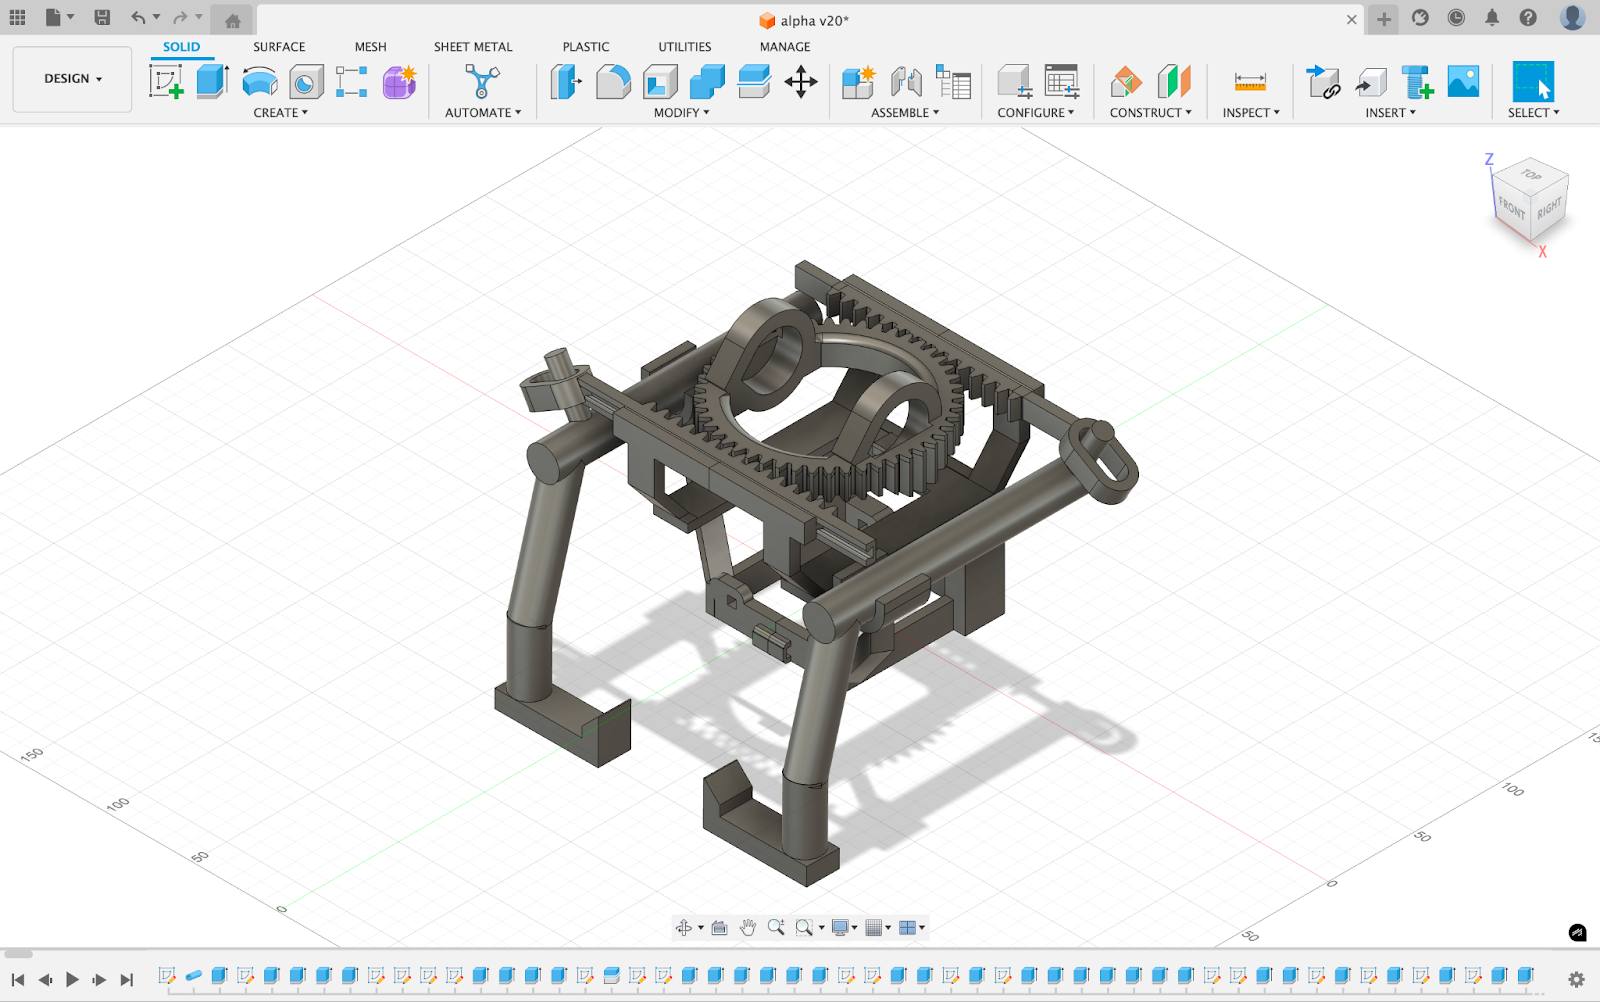 alpha v20*
DESIGN
SOLID SURFACE MESH SHEET METAL PLASTIC UTILITIES MANAGE
CREATE AUTOMATE MODIFY ASSEMBLE CONFIGURE CONSTRUCT INSPECT INSERT SELECT
Z
TOP
FRONT RIGHT
X
150
100
50
0
15
100
50
0
50